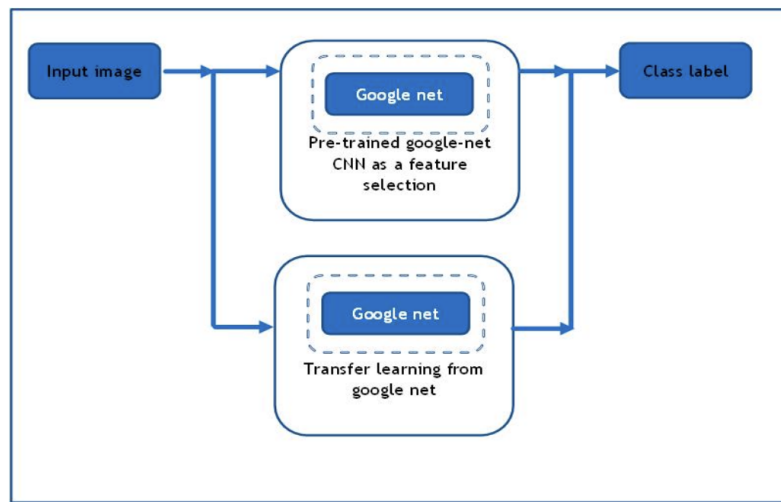 Input image
Google net
Class label
Pre-trained google-net
CNN as a feature
selection
Google net
Transfer learning from
google net